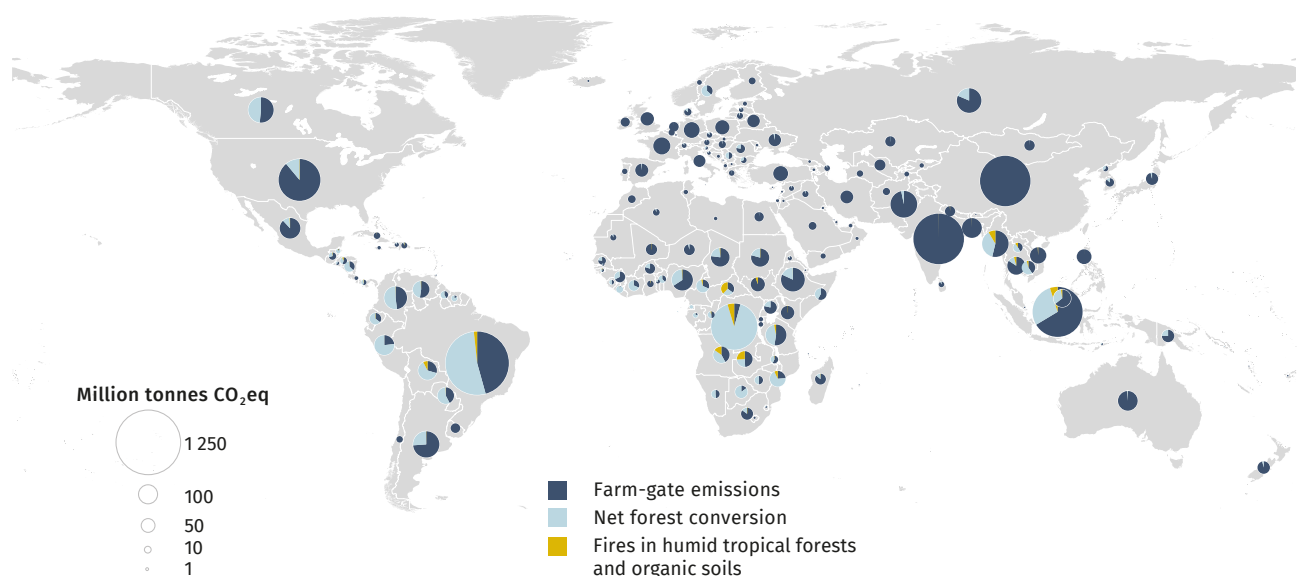 Million tonnes CO₂eq
1 250
100
50
10
1
Farm-gate emissions
Net forest conversion
Fires in humid tropical forests
and organic soils